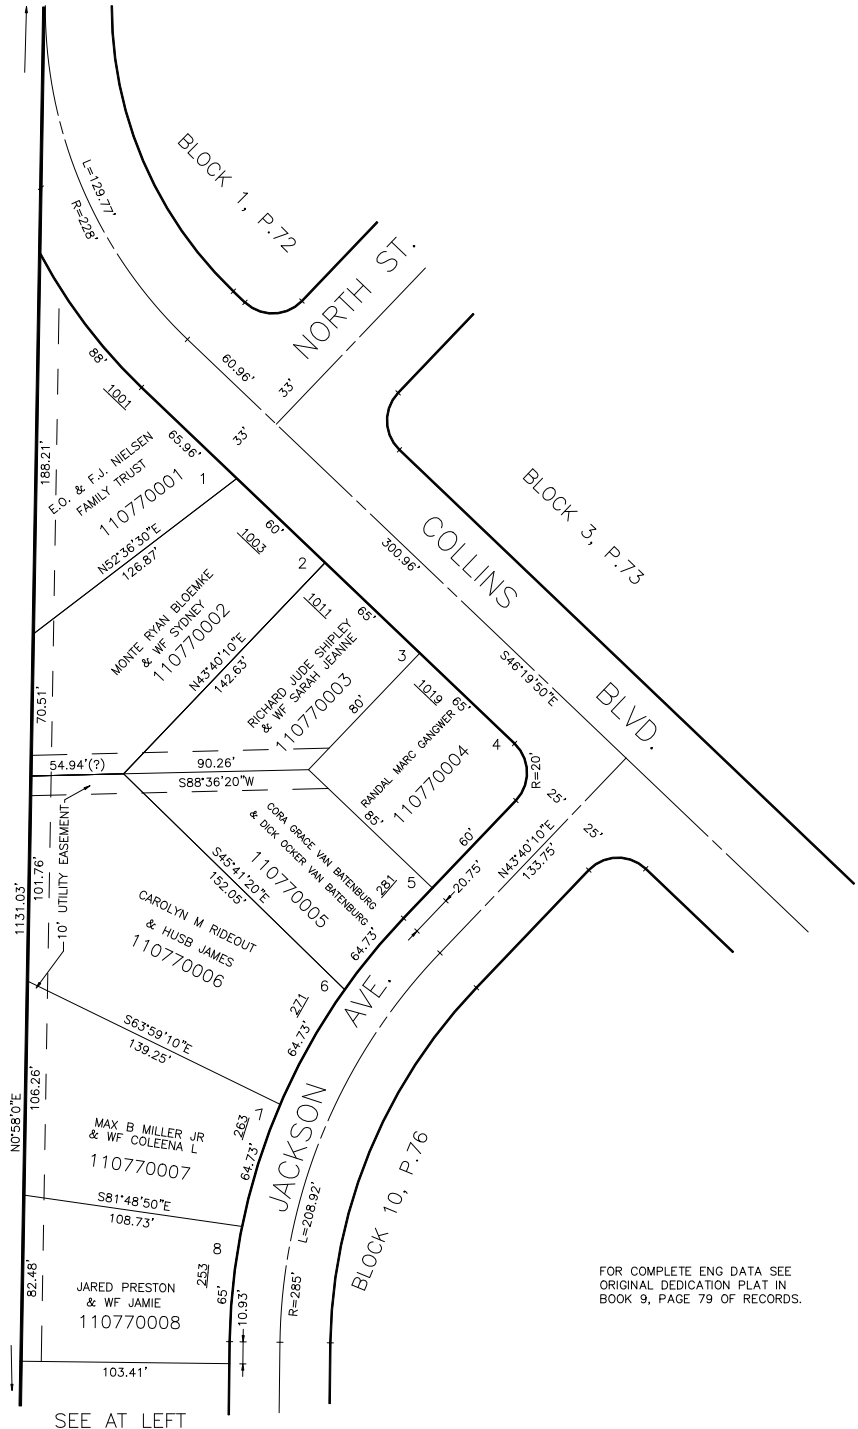 BLOCK 1, P.72
L=129.77'
R=228'
NORTH ST.
60.96'
33'
33'
88'
1001
65.96'
188.21'
E.O. & F.J. NIELSEN
FAMILY TRUST
110770001
1
N52°36'30"E
126.87'
BLOCK 3, P.73
COLLINS
BLVD.
300.96'
S46°19'50"E
60'
1003
2
MONTE RYAN BLOEMKE
& WF SYDNEY
110770002
N43°40'10"E
142.63'
70.51'
1011
65'
3
RICHARD JUDE SHIPLEY
& WF SARAH JEANNE
110770003
80'
1019
65'
4
RANDAL MARC GANGWER
110770004
85'
60'
R=20'
25'
25'
N43°40'10"E
133.75'
20.75'
54.94'(?)
90.26'
S88°36'20"W
CORA GRACE VAN BATENBURG
& DICK OCKER VAN BATENBURG
110770005
281
5
64.73'
S45°41'20"E
152.05'
10' UTILITY EASEMENT
101.76'
1131.03'
CAROLYN M RIDEOUT
& HUSB JAMES
110770006
6
271
64.73'
S63°59'10"E
139.25'
JACKSON AVE.
N0°58'0"E
106.26'
MAX B MILLER JR
& WF COLEENA L
110770007
7
263
64.73'
S81°48'50"E
108.73'
BLOCK 10, P.76
L=208.92'
R=285'
82.48'
8
253
65'
10.93'
JARED PRESTON
& WF JAMIE
110770008
103.41'
FOR COMPLETE ENG DATA SEE
ORIGINAL DEDICATION PLAT IN
BOOK 9, PAGE 79 OF RECORDS.
SEE AT LEFT